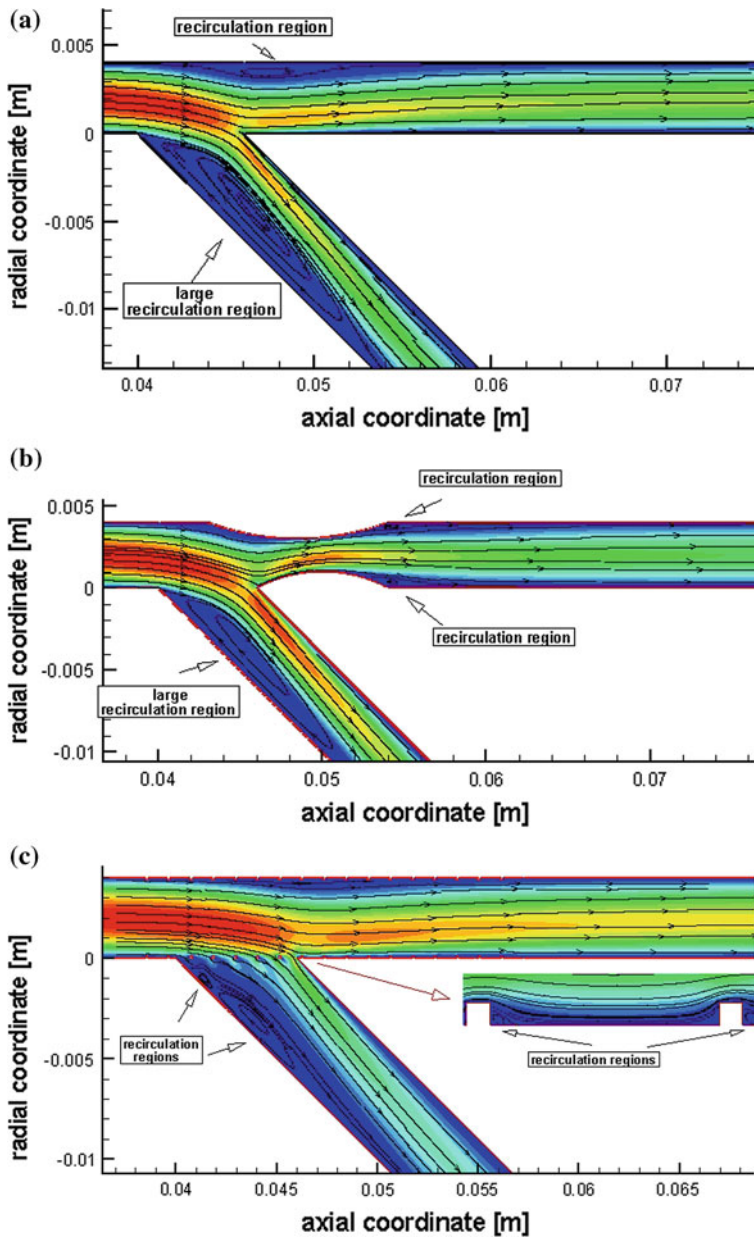 (a)
recirculation region
0.005
0
-0.005
-0.01
radial coordinate [m]
large
recirculation region
0.04
0.05
0.06
0.07
axial coordinate [m]
(b)
recirculation region
0.005
0
-0.005
-0.01
radial coordinate [m]
recirculation region
large
recirculation region
0.04
0.05
0.06
0.07
axial coordinate [m]
(c)
0
-0.005
-0.01
radial coordinate [m]
recirculation
regions
recirculation regions
0.04
0.045
0.05
0.055
0.06
0.065
axial coordinate [m]